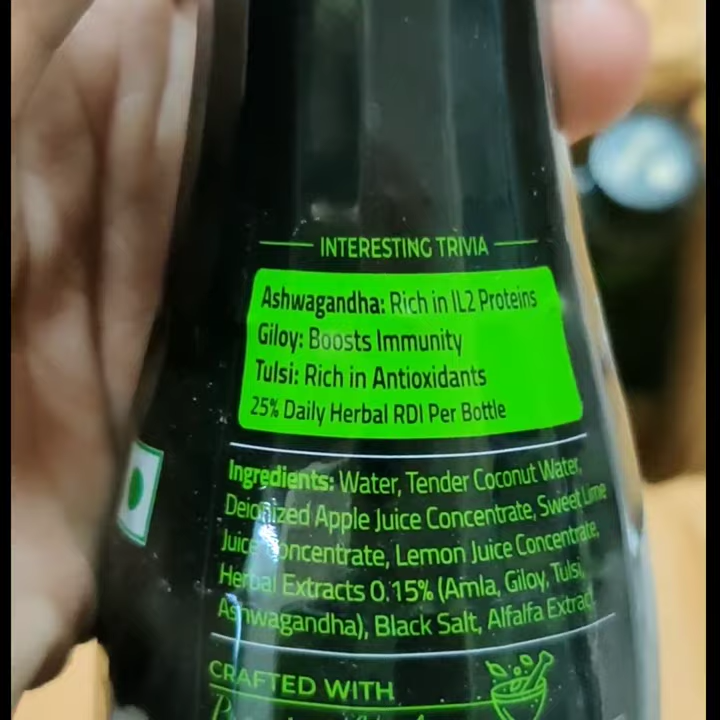 INTERESTING TRIVIA
Ashwagandha: Rich in IL2 Proteins
Giloy: Boosts Immunity
Tulsi: Rich in Antioxidants
25% Daily Herbal RDI Per Bottle
Ingredients: Water, Tender Coconut Water,
Deionized Apple Juice Concentrate, Sweet Lime
Juice Concentrate, Lemon Juice Concentrate,
Herbal Extracts 0.15% (Amla, Giloy, Tulsi,
Ashwagandha), Black Salt, Alfalfa Extract
CRAFTED WITH